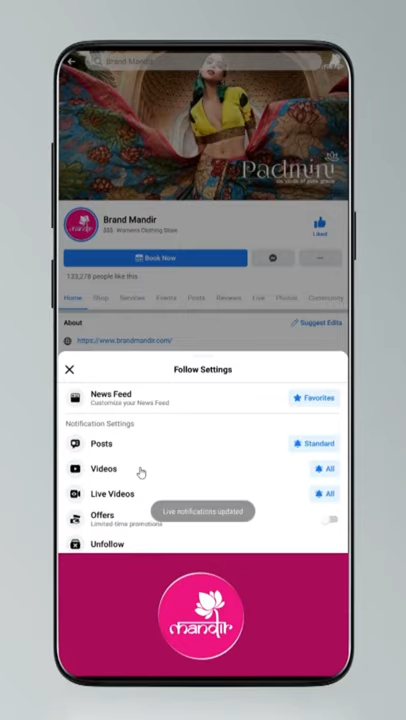 Brand Mandir
Padmini
mandir
Brand Mandir
$$$ Womens Clothing Store
Liked
Book Now
133,278 people like this
Home Shop Services Events Posts Reviews Live Photos Community
About
Suggest Edits
https://www.brandmandir.com/
Follow Settings
News Feed
Customize your News Feed
Favorites
Notification Settings
Posts
Standard
Videos
All
Live Videos
All
Live notifications updated
Offers
Limited time promotions
Unfollow
mandir